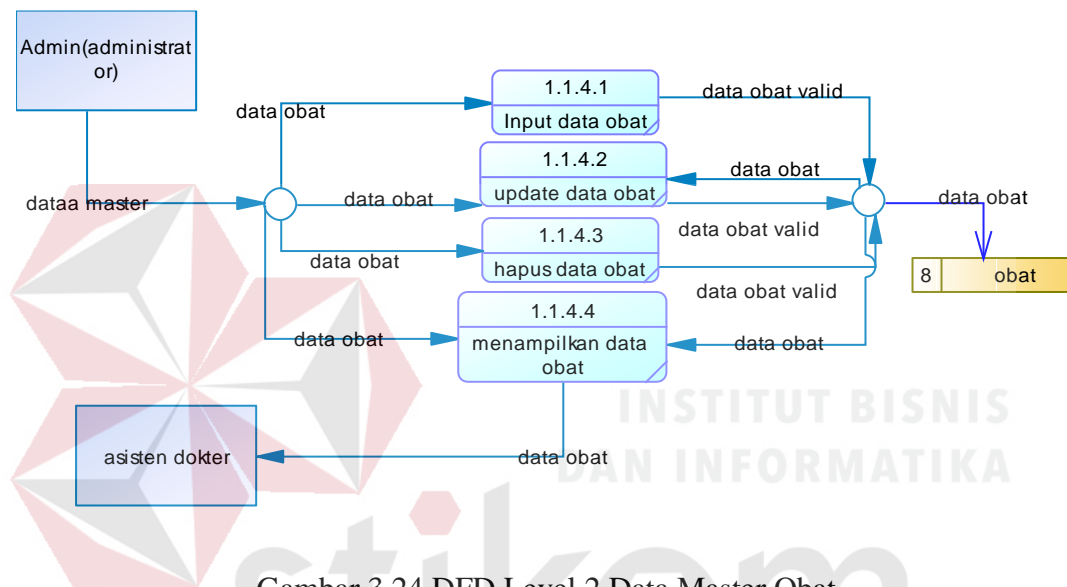 Admin(administrat
or)
dataa master
data obat
1.1.4.1
Input data obat
data obat valid
data obat
1.1.4.2
update data obat
data obat
data obat valid
data obat
1.1.4.3
hapus data obat
data obat valid
data obat
1.1.4.4
menampilkan data
obat
data obat
data obat
8
obat
asisten dokter
data obat
INSTITUT BISNIS
DAN INFORMATIKA
stikom
Gambar 3.24 DFD Level 2 Data Master Obat